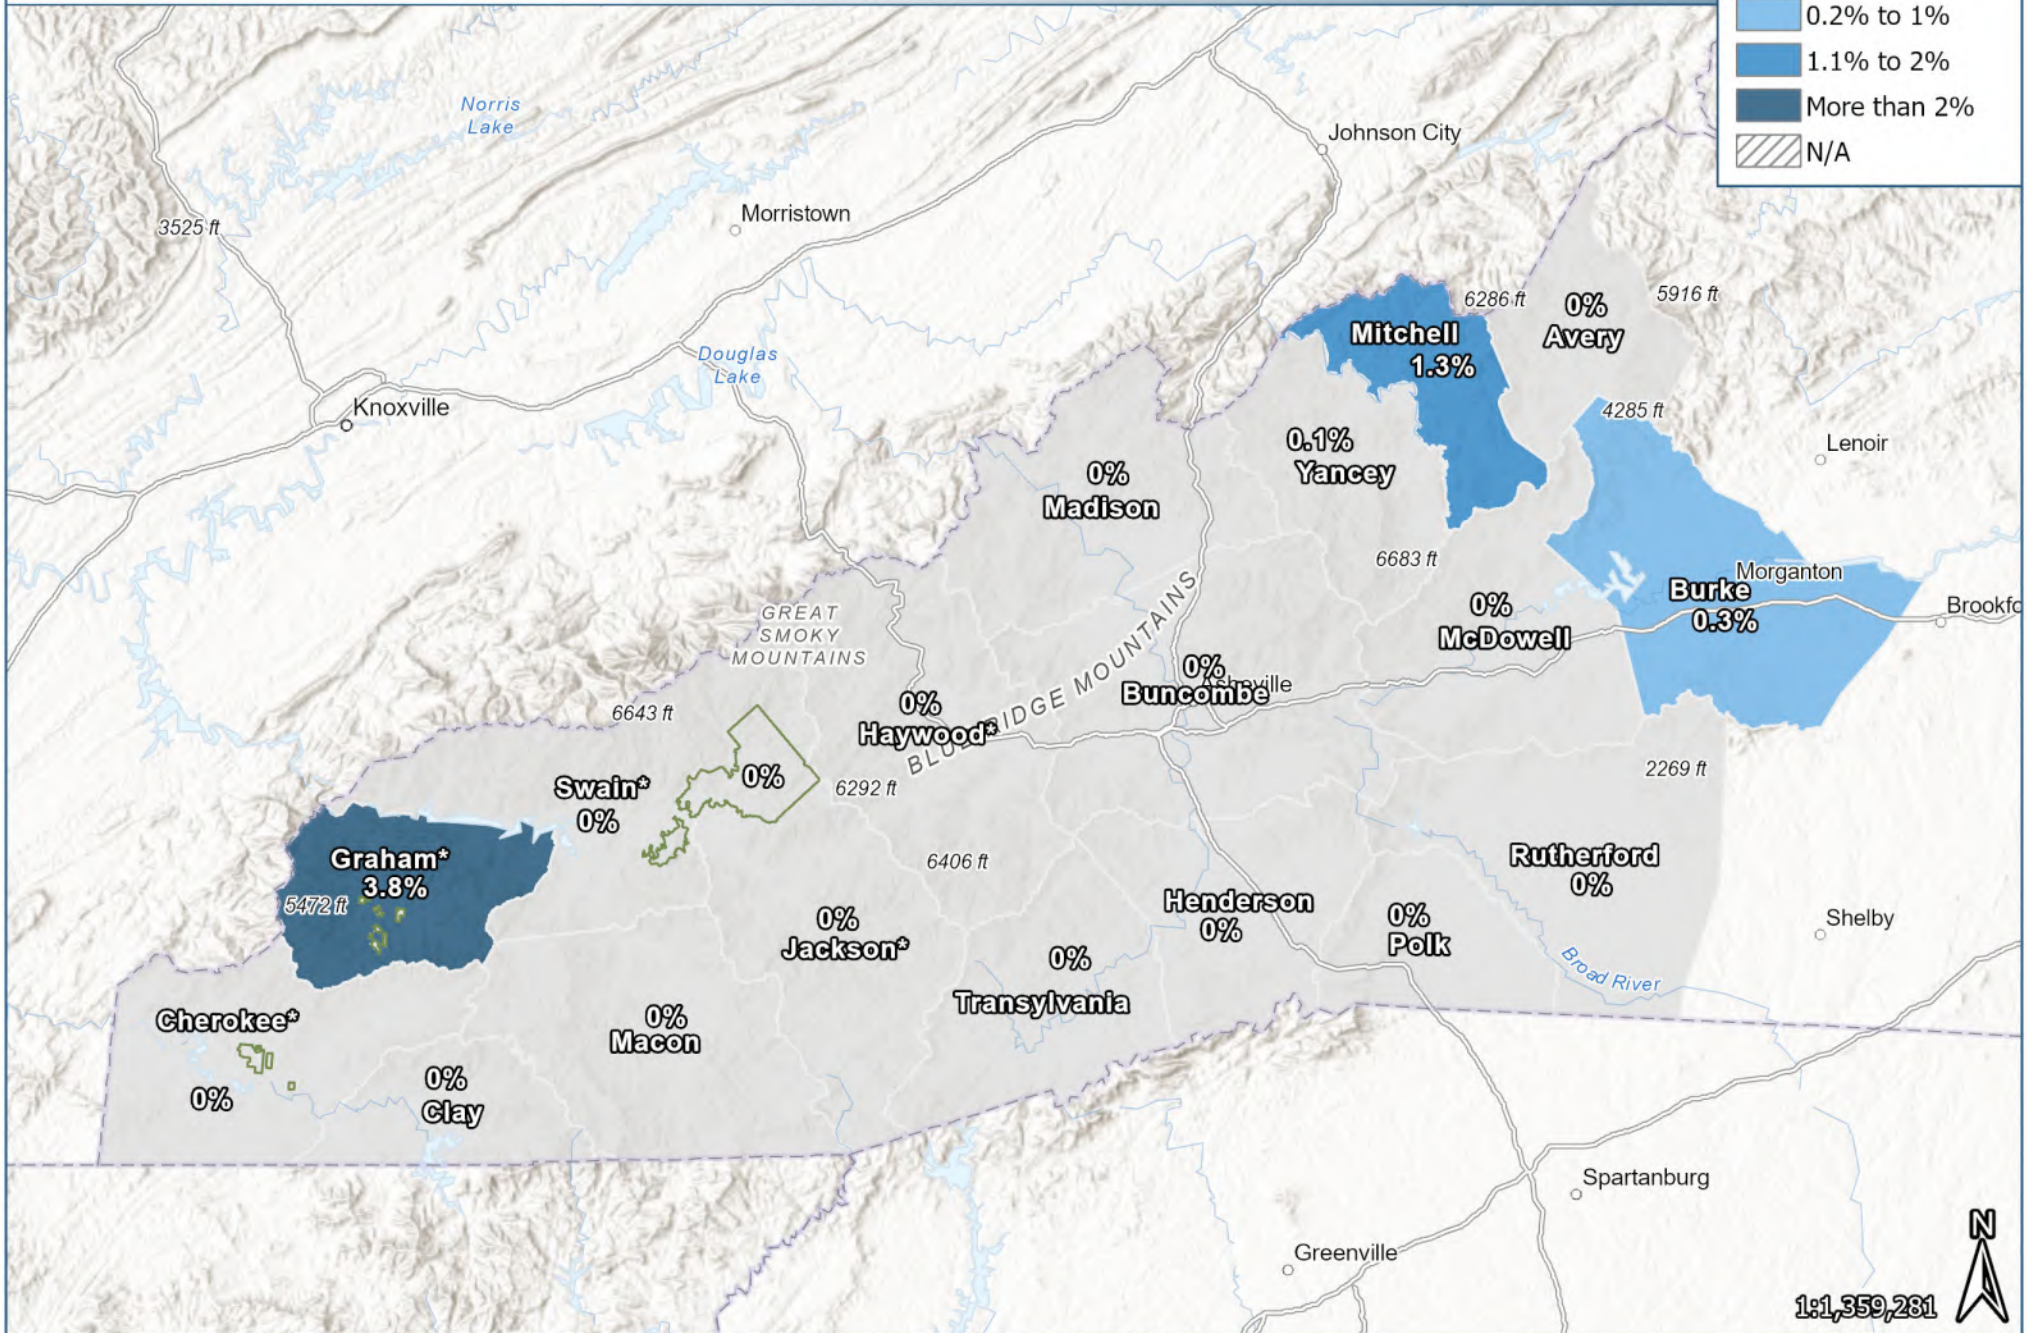 0.2% to 1%
1.1% to 2%
More than 2%
N/A
Norris
Lake
Johnson City
Morristown
3525 ft
6286 ft
0%
Avery
5916 ft
Mitchell
1.3%
Douglas
Lake
Knoxville
4285 ft
Lenoir
0.1%
Yancey
0%
Madison
6683 ft
Morganton
Burke
0.3%
Brookfo
GREAT
SMOKY
MOUNTAINS
0%
McDowell
BLUE RIDGE MOUNTAINS
0%
Asheville
Buncombe
0%
Haywood*
6643 ft
2269 ft
Swain*
0%
0%
6292 ft
Graham*
3.8%
5472 ft
6406 ft
Rutherford
0%
Henderson
0%
0%
Polk
0%
Jackson*
Shelby
0%
Transylvania
Broad River
Cherokee*
0%
0%
Macon
0%
Clay
Spartanburg
Greenville
N
1:1,359,281